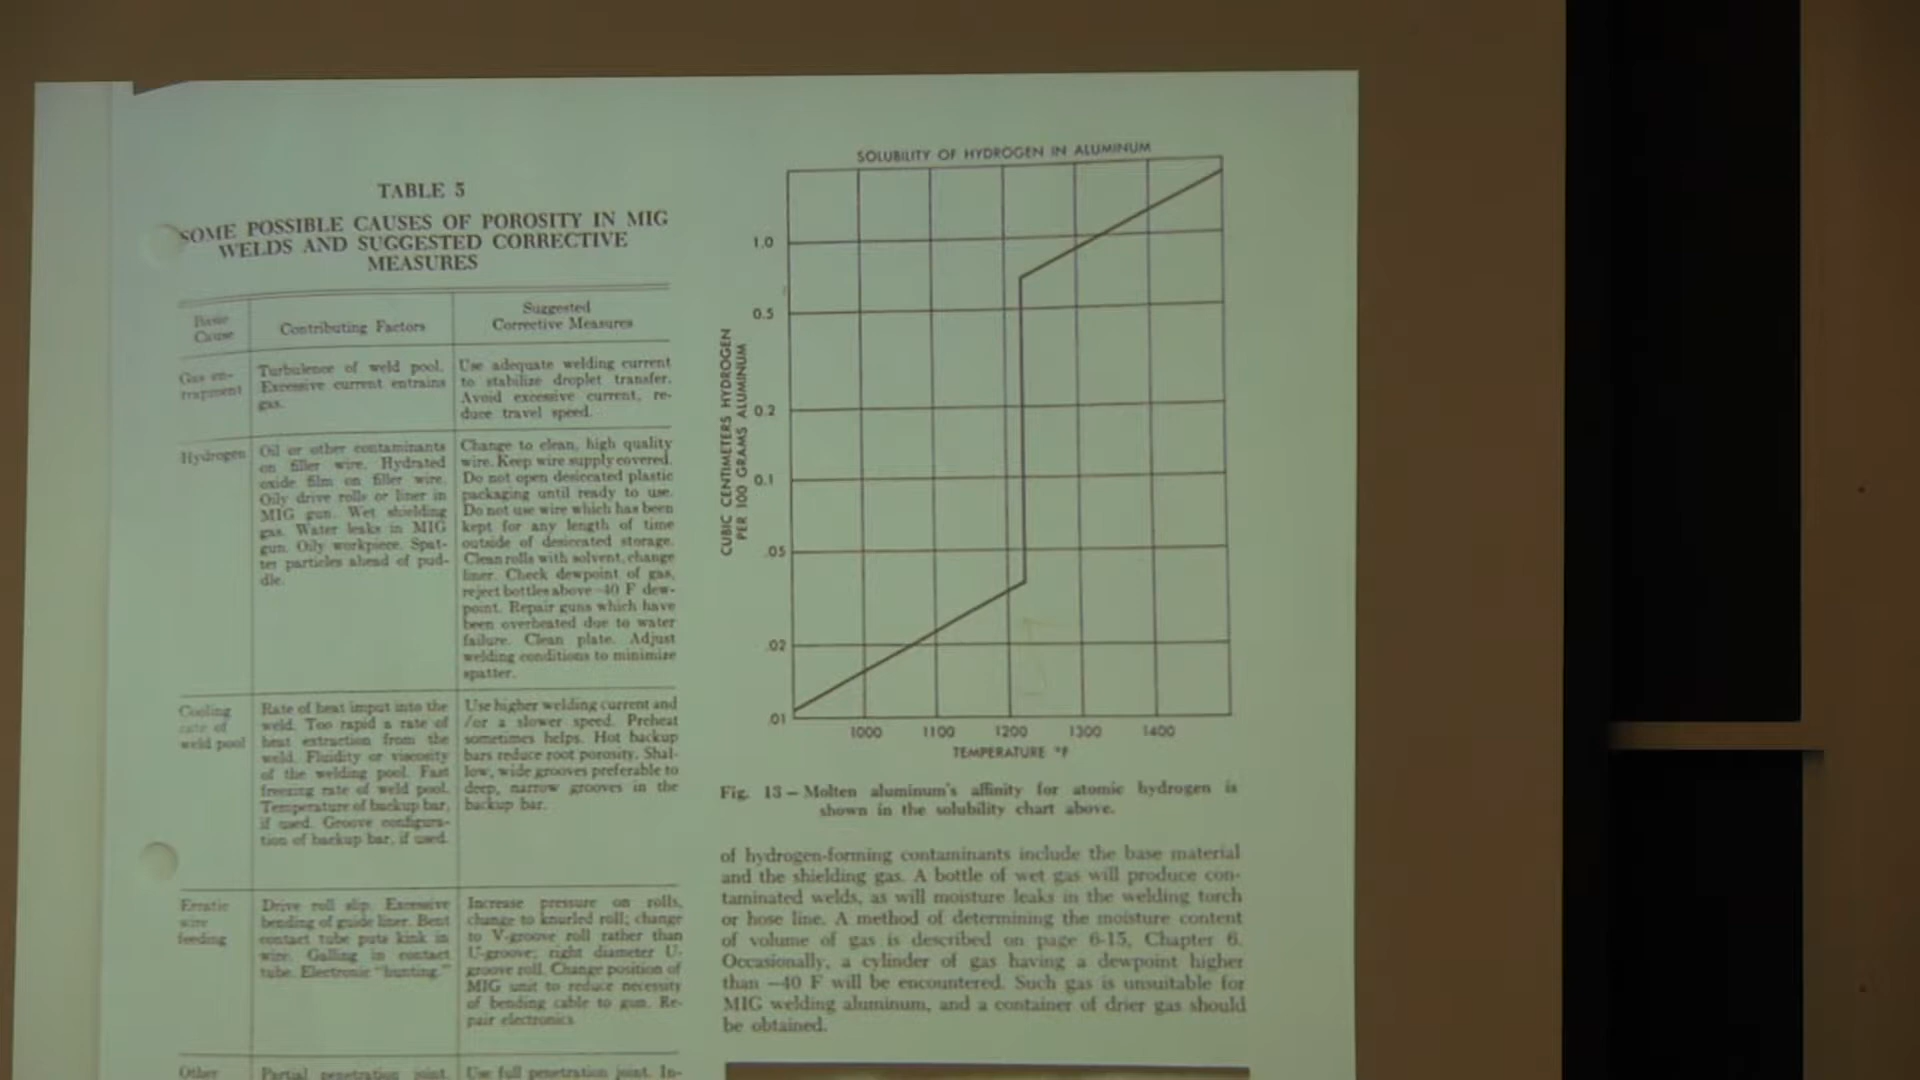 TABLE 5
SOME POSSIBLE CAUSES OF POROSITY IN MIG
WELDS AND SUGGESTED CORRECTIVE
MEASURES
Basic
Cause
Contributing Factors
Suggested
Corrective Measures
Gas en-
trapment
Turbulence of weld pool.
Excessive current entrains
gas.
Use adequate welding current
to stabilize droplet transfer.
Avoid excessive current, re-
duce travel speed.
Hydrogen
Oil or other contaminants
on filler wire. Hydrated
oxide film on filler wire.
Oily drive rolls or liner in
MIG gun. Wet shielding
gas. Water leaks in MIG
gun. Oily workpiece. Spat-
ter particles ahead of pud-
dle.
Change to clean, high quality
wire. Keep wire supply covered.
Do not open desiccated plastic
packaging until ready to use.
Do not use wire which has been
kept for any length of time
outside of desiccated storage.
Clean rolls with solvent, change
liner. Check dewpoint of gas,
reject bottles above -40 F dew-
point. Repair guns which have
been overheated due to water
failure. Clean plate. Adjust
welding conditions to minimize
spatter.
Cooling
rate of
weld pool
Rate of heat imput into the
weld. Too rapid a rate of
heat extraction from the
weld. Fluidity or viscosity
of the welding pool. Fast
freezing rate of weld pool.
Temperature of backup bar,
if used. Groove configura-
tion of backup bar, if used.
Use higher welding current and
/or a slower speed. Preheat
sometimes helps. Hot backup
bars reduce root porosity. Shal-
low, wide grooves preferable to
deep, narrow grooves in the
backup bar.
Erratic
wire
feeding
Drive roll slip. Excessive
bending of guide liner. Bent
contact tube puts kink in
wire. Galling in contact
tube. Electronic "hunting."
Increase pressure on rolls,
change to knurled roll; change
to V-groove roll rather than
U-groove; right diameter U-
groove roll. Change position of
MIG unit to reduce necessity
of bending cable to gun. Re-
pair electronics
Other
Partial penetration joint.
Use full penetration joint. In-
SOLUBILITY OF HYDROGEN IN ALUMINUM
CUBIC CENTIMETERS HYDROGEN
PER 100 GRAMS ALUMINUM
1.0
0.5
0.2
0.1
.05
.02
.01
1000 1100 1200 1300 1400
TEMPERATURE °F
Fig. 13 – Molten aluminum's affinity for atomic hydrogen is
shown in the solubility chart above.
of hydrogen-forming contaminants include the base material
and the shielding gas. A bottle of wet gas will produce con-
taminated welds, as will moisture leaks in the welding torch
or hose line. A method of determining the moisture content
of volume of gas is described on page 6-15, Chapter 6.
Occasionally, a cylinder of gas having a dewpoint higher
than –40 F will be encountered. Such gas is unsuitable for
MIG welding aluminum, and a container of drier gas should
be obtained.